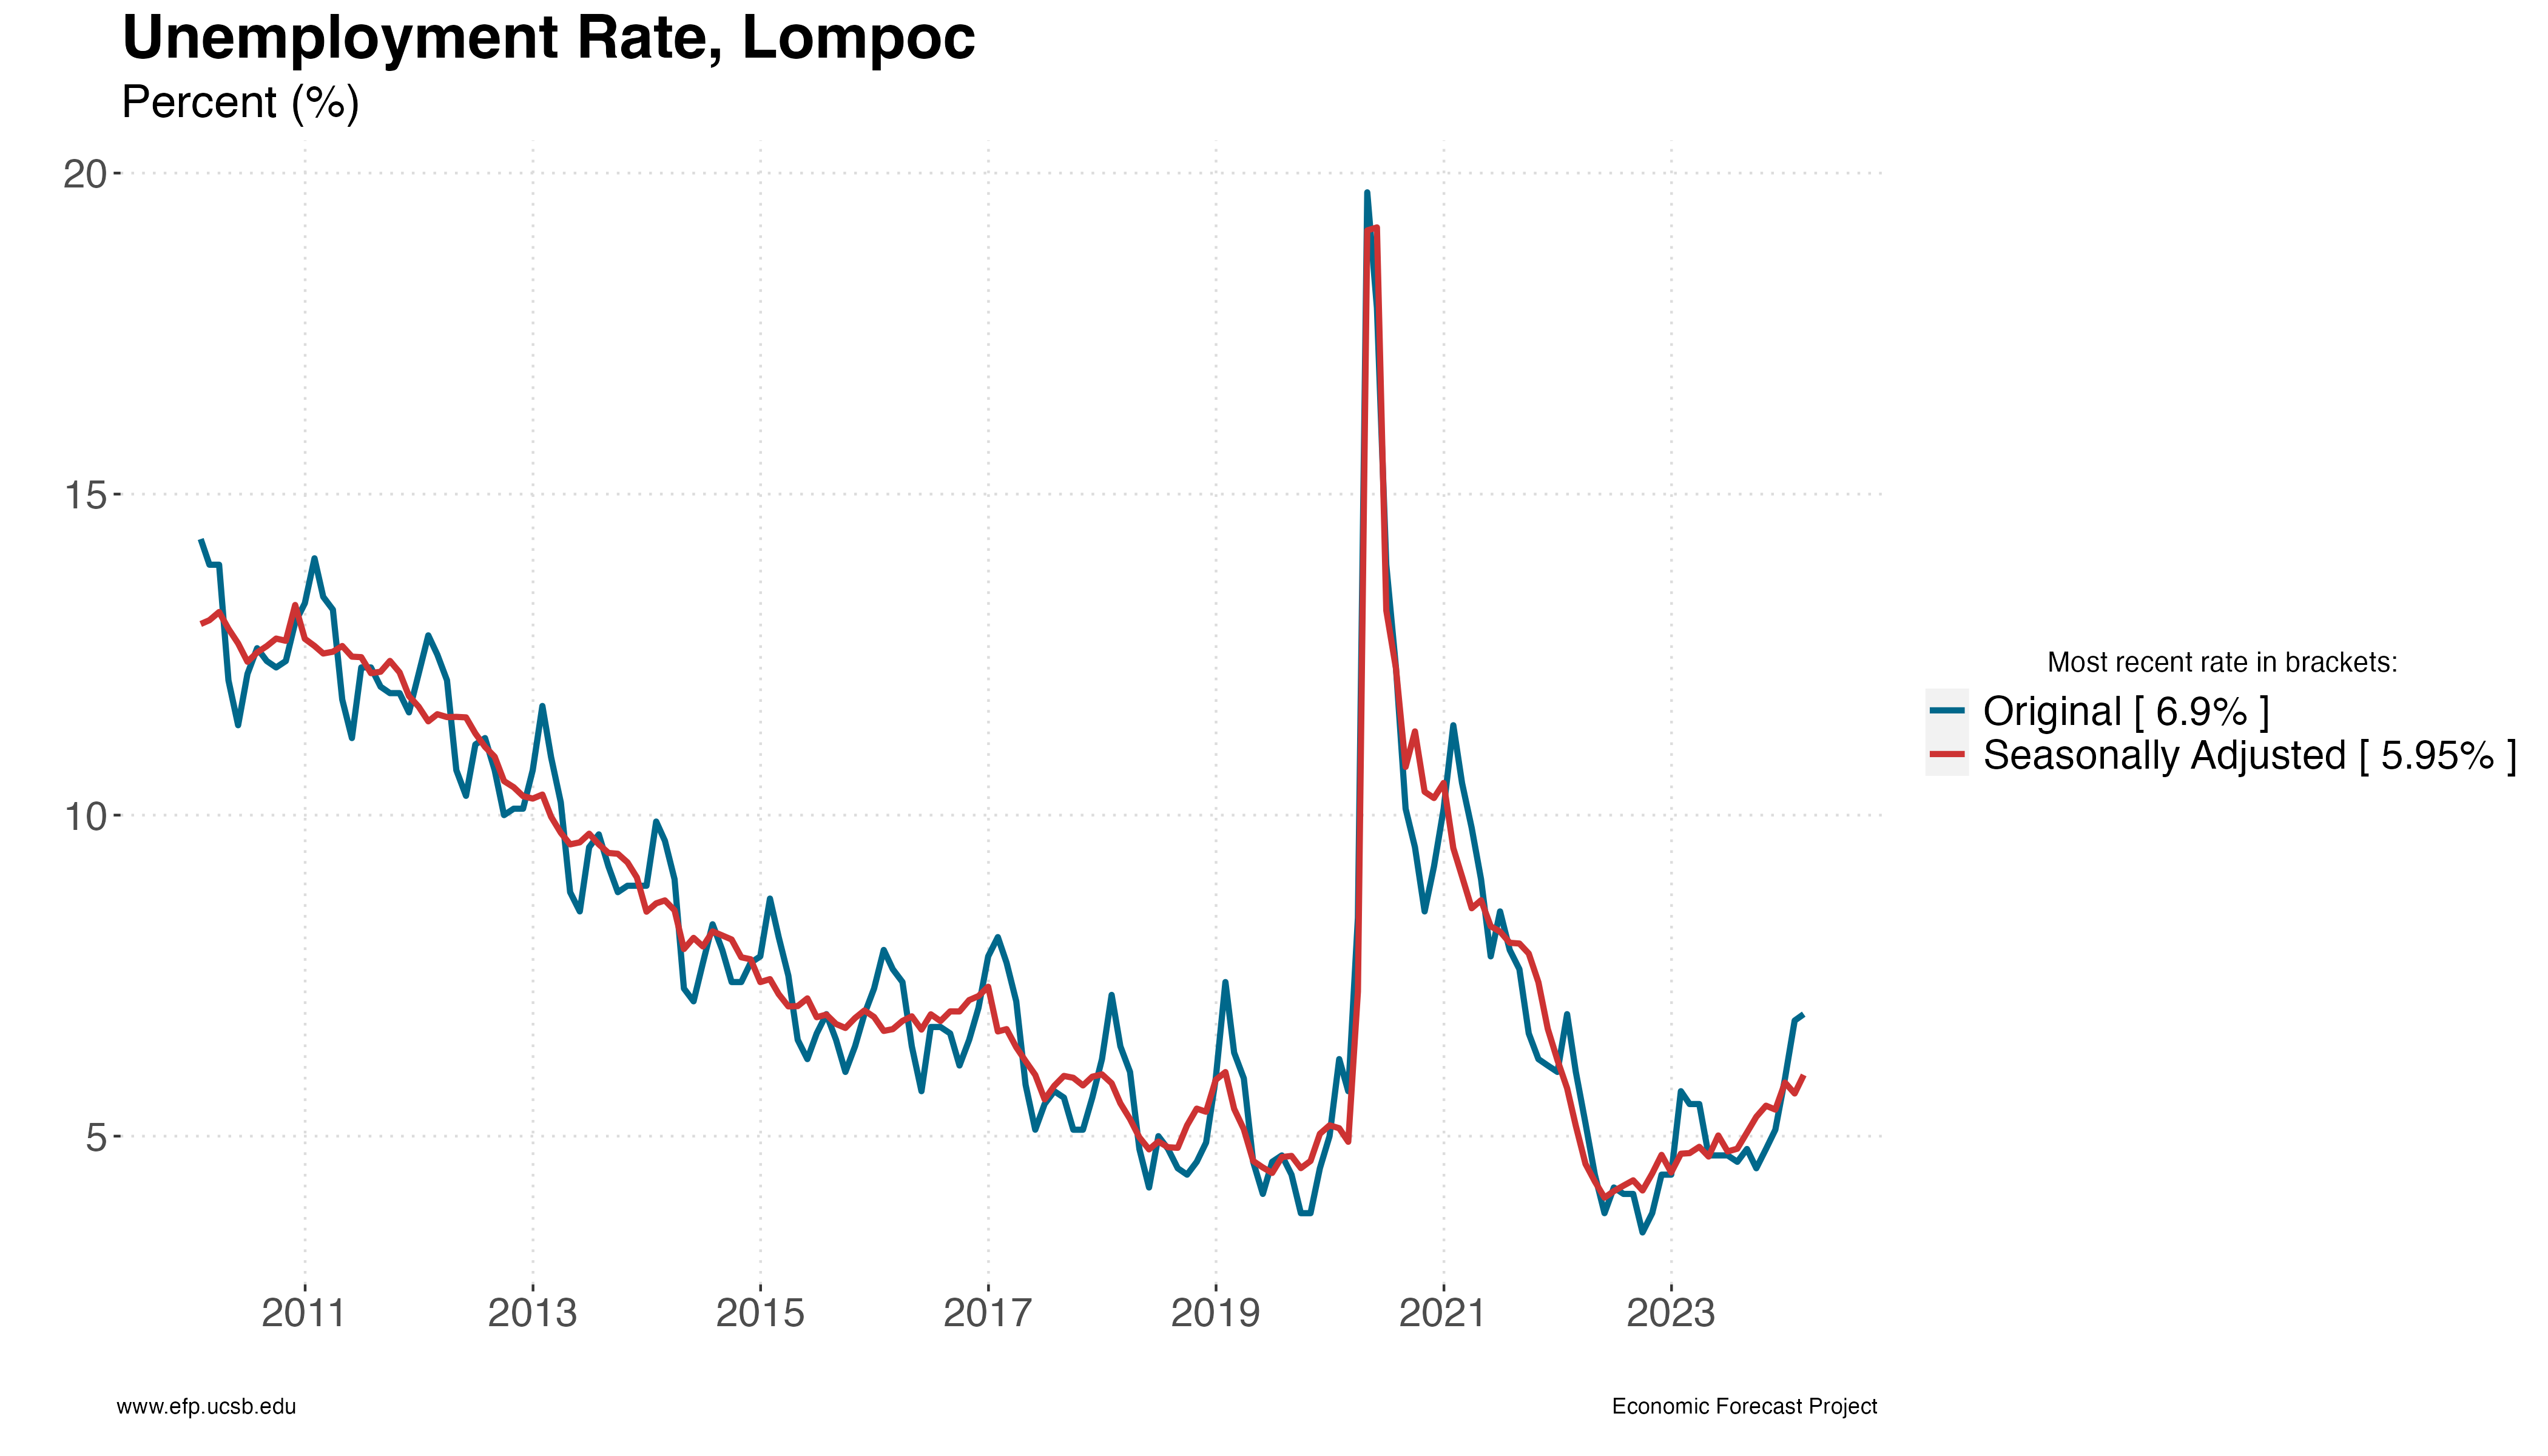 Unemployment Rate, Lompoc
Percent (%)
20
15
10
5
2011 2013 2015 2017 2019 2021 2023
Most recent rate in brackets:
Original [ 6.9% ]
Seasonally Adjusted [ 5.95% ]
www.efp.ucsb.edu
Economic Forecast Project